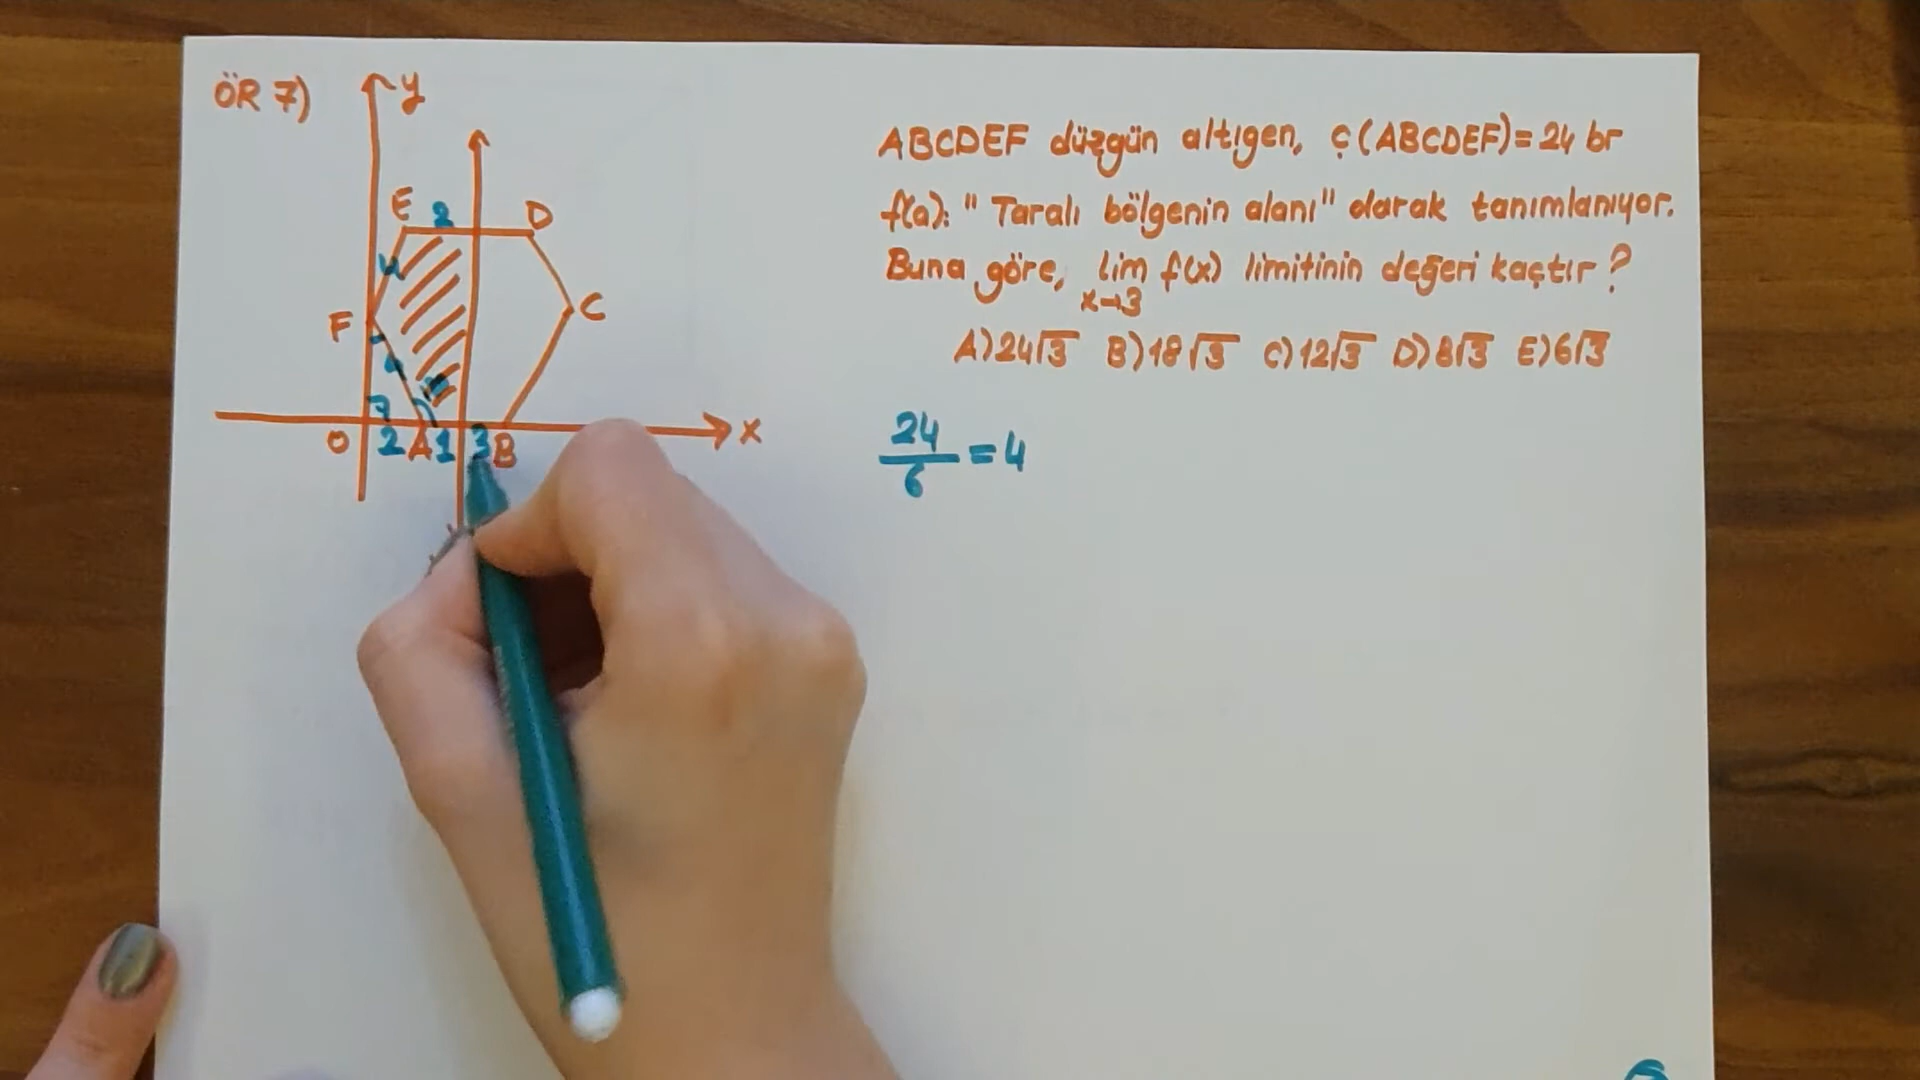 ÖR 7)
y
E 2 D
4
F
C
4
O 2 A 1 3 B x
ABCDEF düzgün altıgen, Ç(ABCDEF)=24 br
f(a): "Taralı bölgenin alanı" olarak tanımlanıyor.
Buna göre, lim f(x) limitinin değeri kaçtır?
x→3
A)24√3 B)18√3 C)12√3 D)8√3 E)6√3
24
— = 4
6